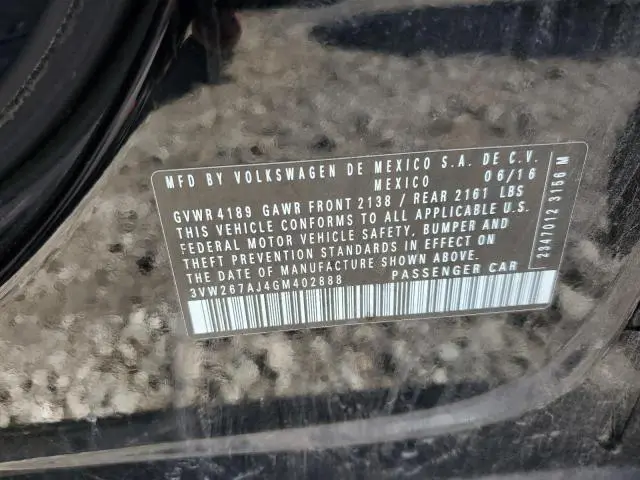 MFD BY VOLKSWAGEN DE MEXICO S.A. DE C.V.
MEXICO 06/16
GVWR 4189 GAWR FRONT 2138 / REAR 2161 LBS
THIS VEHICLE CONFORMS TO ALL APPLICABLE U.S.
FEDERAL MOTOR VEHICLE SAFETY, BUMPER AND
THEFT PREVENTION STANDARDS IN EFFECT ON
THE DATE OF MANUFACTURE SHOWN ABOVE.
3VW267AJ4GM402888 PASSENGER CAR
2347012 3156 M